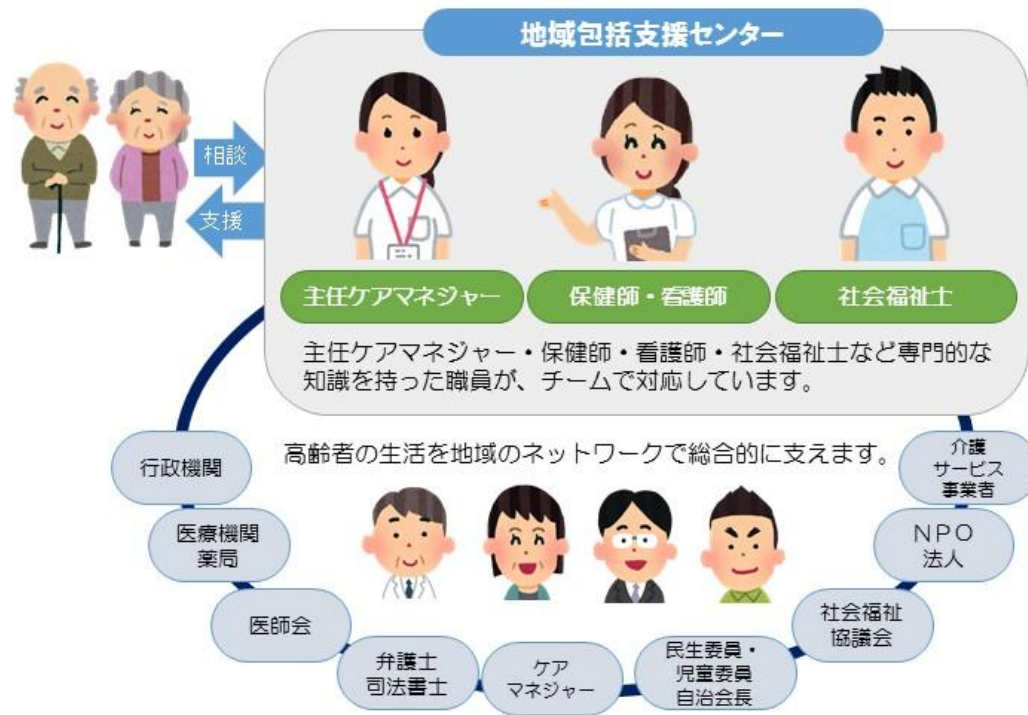 地域包括支援センター
相談
支援
主任ケアマネジャー
保健師・看護師
社会福祉士
主任ケアマネジャー・保健師・看護師・社会福祉士など専門的な
知識を持った職員が、チームで対応しています。
高齢者の生活を地域のネットワークで総合的に支えます。
行政機関
医療機関
薬局
医師会
弁護士
司法書士
ケア
マネジャー
民生委員・
児童委員
自治会長
社会福祉
協議会
NPO
法人
介護
サービス
事業者